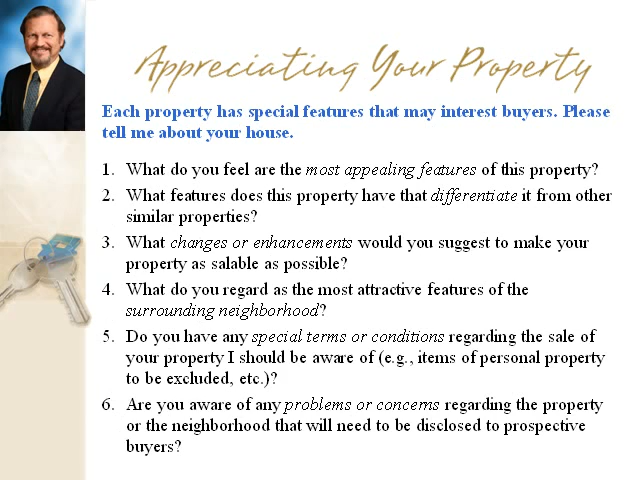 Appreciating Your Property
Each property has special features that may interest buyers. Please
tell me about your house.
1. What do you feel are the most appealing features of this property?
2. What features does this property have that differentiate it from other
similar properties?
3. What changes or enhancements would you suggest to make your
property as salable as possible?
4. What do you regard as the most attractive features of the
surrounding neighborhood?
5. Do you have any special terms or conditions regarding the sale of
your property I should be aware of (e.g., items of personal property
to be excluded, etc.)?
6. Are you aware of any problems or concerns regarding the property
or the neighborhood that will need to be disclosed to prospective
buyers?